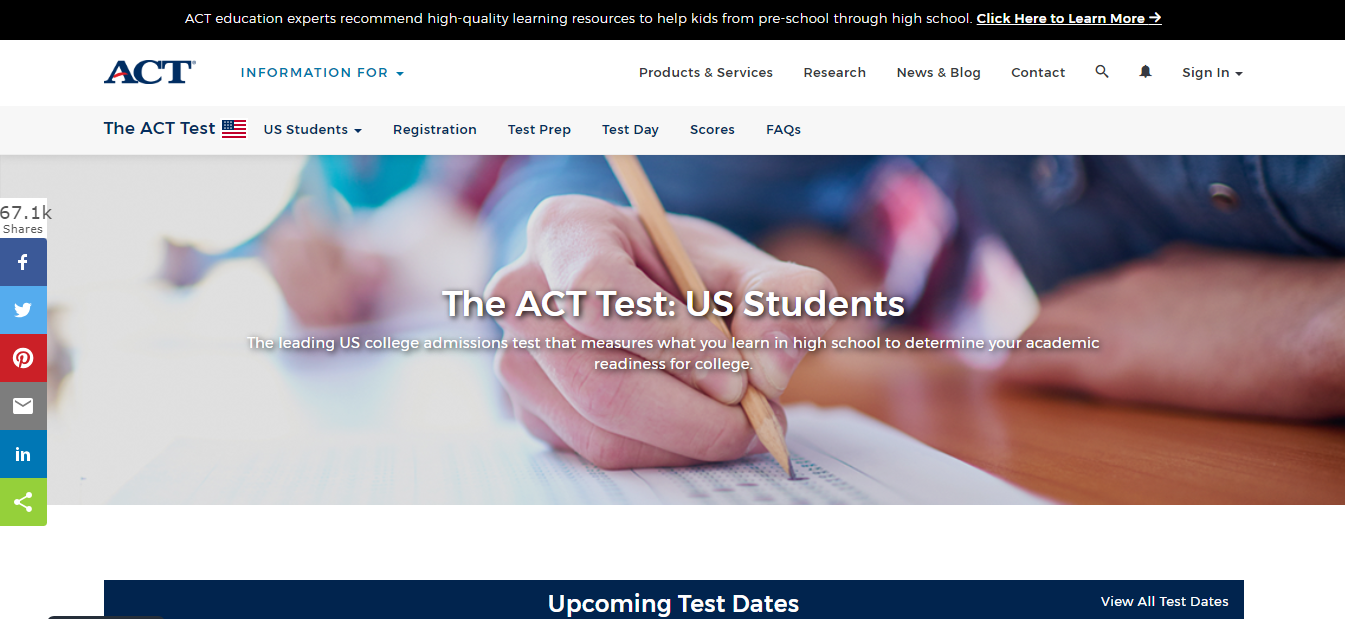 ACT education experts recommend high-quality learning resources to help kids from pre-school through high school. Click Here to Learn More →
ACT®
INFORMATION FOR
Products & Services
Research
News & Blog
Contact
Sign In
The ACT Test
US Students
Registration
Test Prep
Test Day
Scores
FAQs
67.1k
Shares
The ACT Test: US Students
The leading US college admissions test that measures what you learn in high school to determine your academic
readiness for college.
Upcoming Test Dates
View All Test Dates